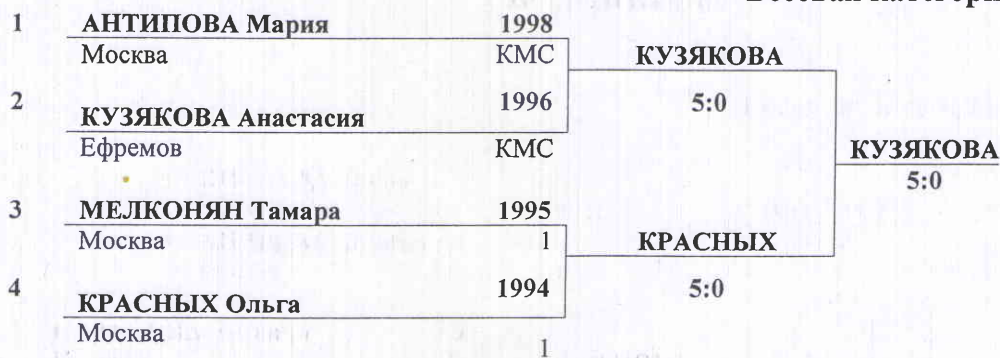 1 АНТИПОВА Мария 1998
Москва КМС КУЗЯКОВА
2 КУЗЯКОВА Анастасия 1996 5:0
Ефремов КМС КУЗЯКОВА
5:0
3 МЕЛКОНЯН Тамара 1995
Москва 1 КРАСНЫХ
4 КРАСНЫХ Ольга 1994 5:0
Москва 1